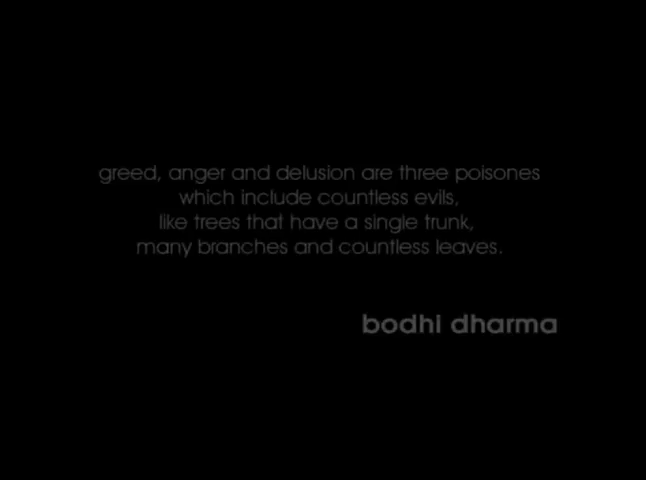 greed, anger and delusion are three poisones
which include countless evils,
like trees that have a single trunk,
many branches and countless leaves.
bodhi dharma